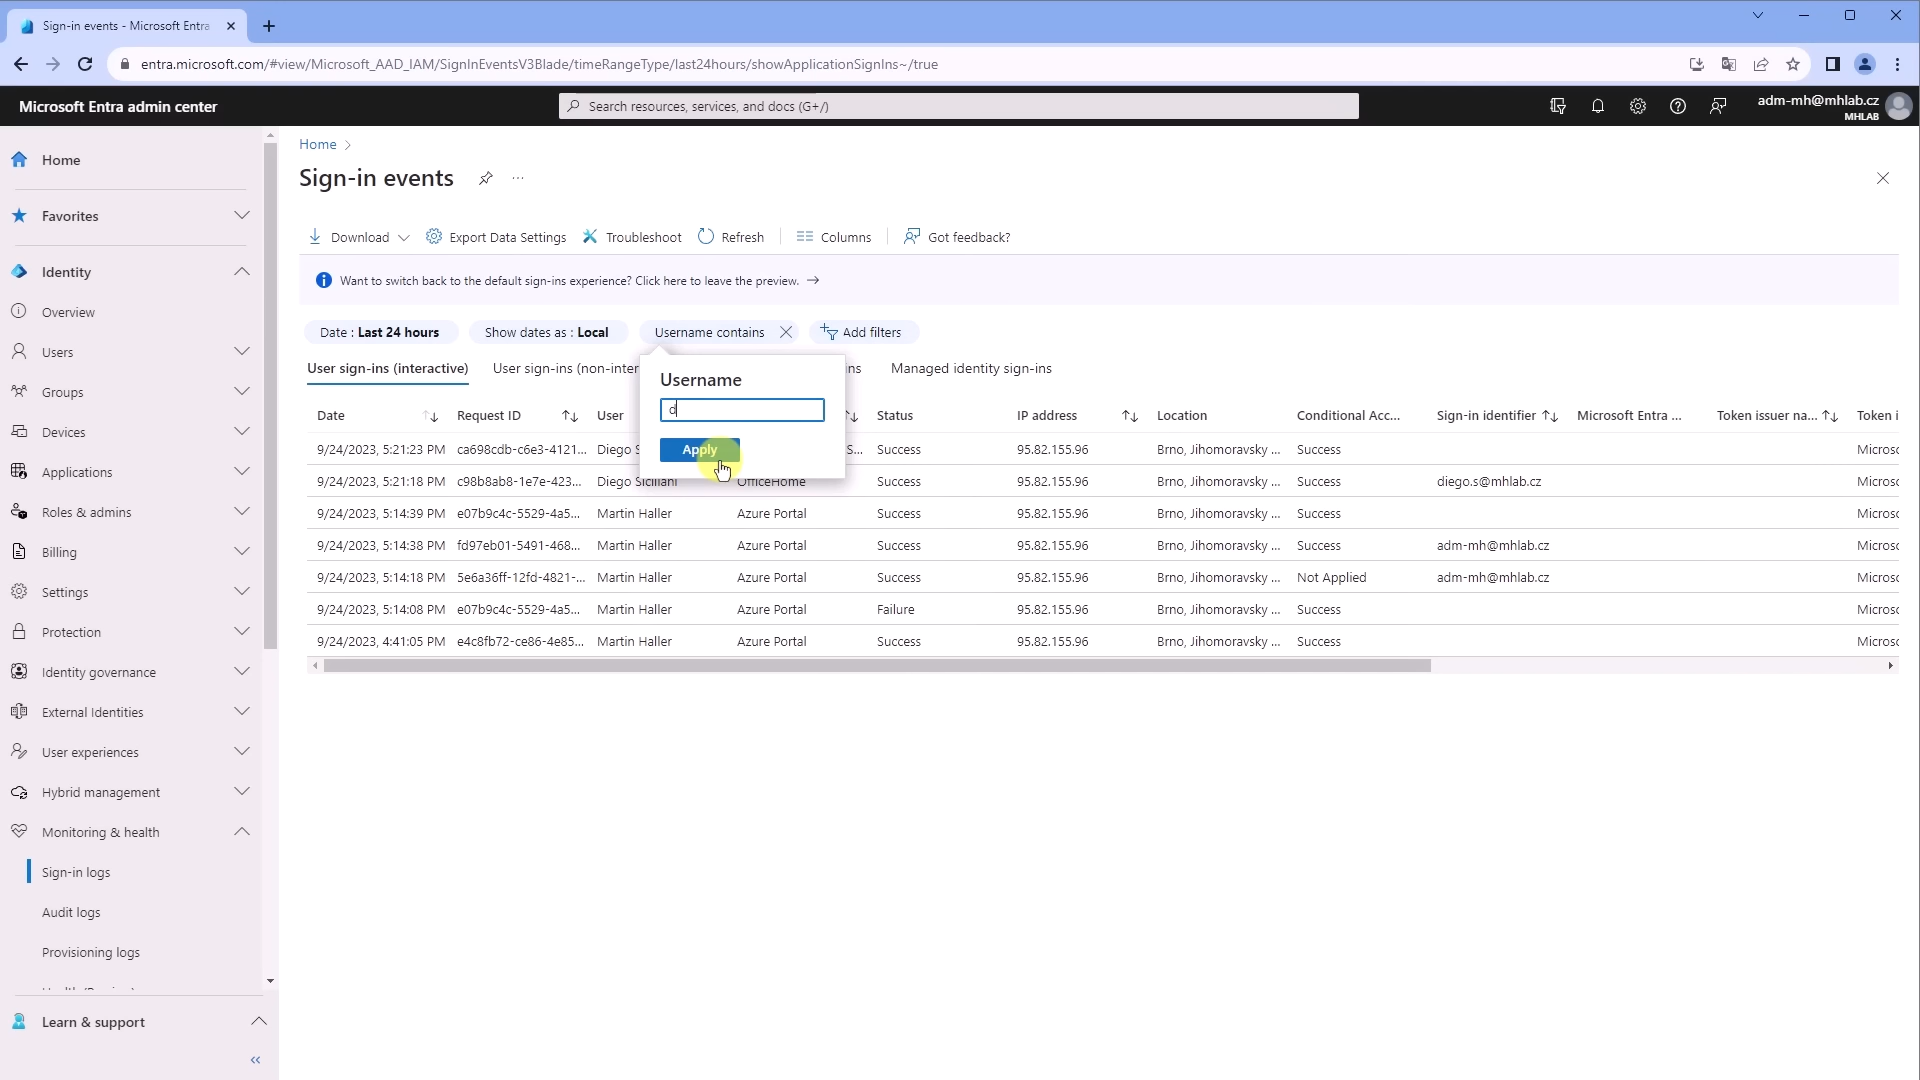 Sign-in events - Microsoft Entra
entra.microsoft.com/#view/Microsoft_AAD_IAM/SignInEventsV3Blade/timeRangeType/last24hours/showApplicationSignIns~/true
Microsoft Entra admin center
Search resources, services, and docs (G+/)
adm-mh@mhlab.cz
MHLAB
Home
Favorites
Identity
Overview
Users
Groups
Devices
Applications
Roles & admins
Billing
Settings
Protection
Identity governance
External Identities
User experiences
Hybrid management
Monitoring & health
Sign-in logs
Audit logs
Provisioning logs
Learn & support
Home
Sign-in events
Download Export Data Settings Troubleshoot Refresh Columns Got feedback?
Want to switch back to the default sign-ins experience? Click here to leave the preview.
Date : Last 24 hours Show dates as : Local Username contains Add filters
User sign-ins (interactive) User sign-ins (non-inter ins Managed identity sign-ins
Username
d
Apply
Date Request ID User Status IP address Location Conditional Acc... Sign-in identifier Microsoft Entra ... Token issuer na... Token i
9/24/2023, 5:21:23 PM ca698cdb-c6e3-4121... Diego S S... Success 95.82.155.96 Brno, Jihomoravsky ... Success Microsc
9/24/2023, 5:21:18 PM c98b8ab8-1e7e-423... Diego Siciliani OfficeHome Success 95.82.155.96 Brno, Jihomoravsky ... Success diego.s@mhlab.cz Microsc
9/24/2023, 5:14:39 PM e07b9c4c-5529-4a5... Martin Haller Azure Portal Success 95.82.155.96 Brno, Jihomoravsky ... Success Microsc
9/24/2023, 5:14:38 PM fd97eb01-5491-468... Martin Haller Azure Portal Success 95.82.155.96 Brno, Jihomoravsky ... Success adm-mh@mhlab.cz Microsc
9/24/2023, 5:14:18 PM 5e6a36ff-12fd-4821-... Martin Haller Azure Portal Success 95.82.155.96 Brno, Jihomoravsky ... Not Applied adm-mh@mhlab.cz Microsc
9/24/2023, 5:14:08 PM e07b9c4c-5529-4a5... Martin Haller Azure Portal Failure 95.82.155.96 Brno, Jihomoravsky ... Success Microsc
9/24/2023, 4:41:05 PM e4c8fb72-ce86-4e85... Martin Haller Azure Portal Success 95.82.155.96 Brno, Jihomoravsky ... Success Microsc